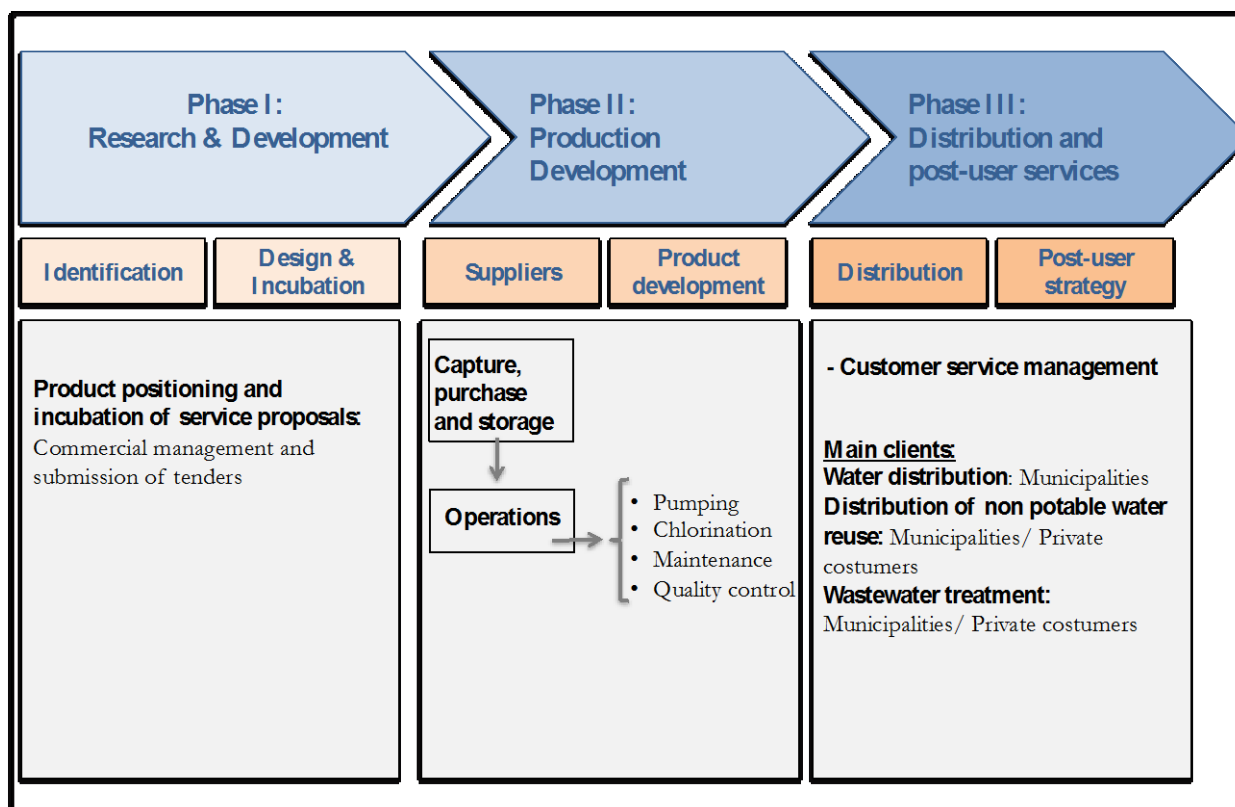 Phase I:
Research & Development
Phase II:
Production
Development
Phase III:
Distribution and
post-user services
Identification
Design &
Incubation
Suppliers
Product
development
Distribution
Post-user
strategy
Product positioning and
incubation of service proposals:
Commercial management and
submission of tenders
Capture,
purchase
and storage
Operations
• Pumping
• Chlorination
• Maintenance
• Quality control
- Customer service management
Main clients:
Water distribution: Municipalities
Distribution of non potable water
reuse: Municipalities/ Private
costumers
Wastewater treatment:
Municipalities/ Private costumers